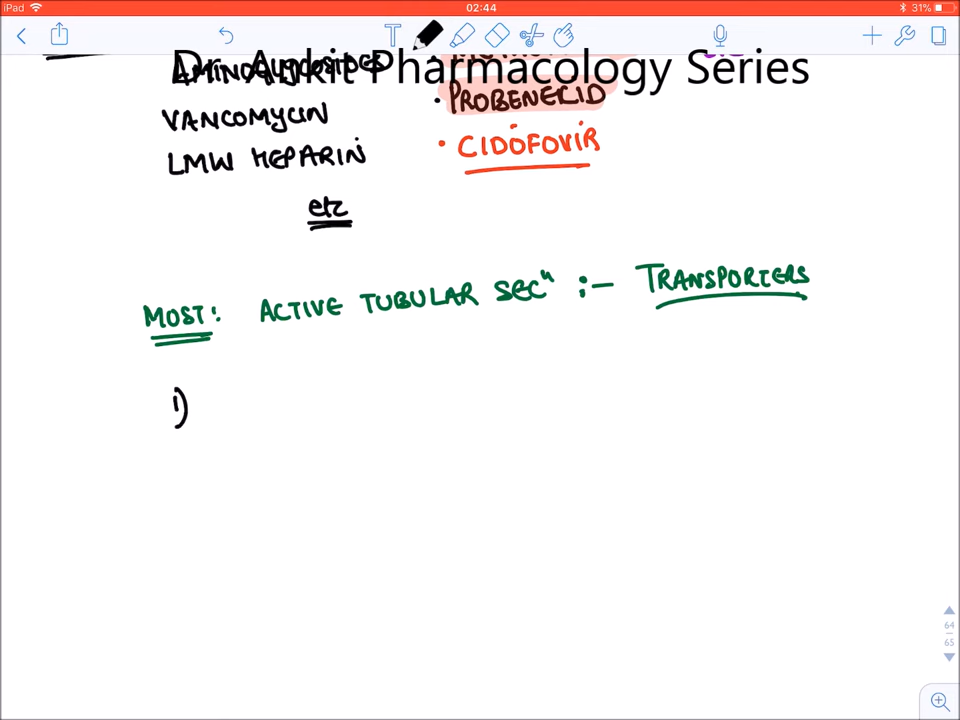 iPad 02:44 31%
Dr. Ankit Pharmacology Series
AMINOGLYCOSIDES
• PROBENECID
VANCOMYCIN
• CIDOFOVIR
LMW HEPARIN
etc
MOST: ACTIVE TUBULAR SECⁿ :- TRANSPORTERS
i)
64
65